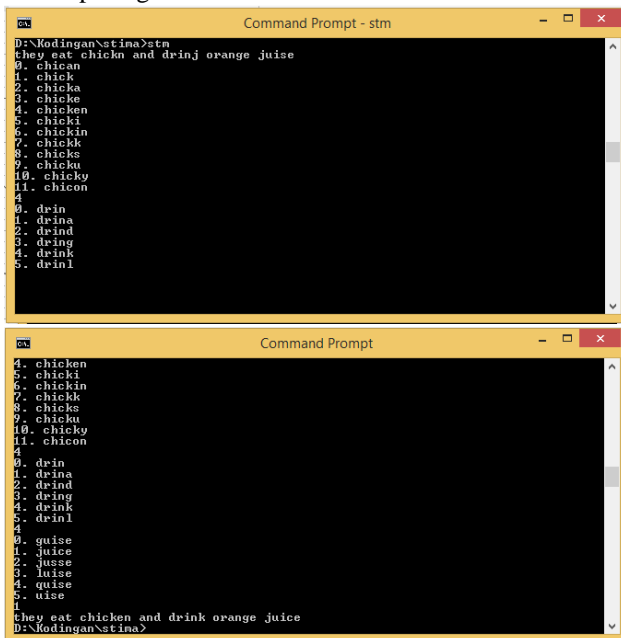 Command Prompt - stm
D:\Kodingan\stima>stm
they eat chickn and drinj orange juise
0. chican
1. chick
2. chicka
3. chicke
4. chicken
5. chicki
6. chickin
7. chickk
8. chicks
9. chicku
10. chicky
11. chicon
4
0. drin
1. drina
2. drind
3. dring
4. drink
5. drinl
Command Prompt
4. chicken
5. chicki
6. chickin
7. chickk
8. chicks
9. chicku
10. chicky
11. chicon
4
0. drin
1. drina
2. drind
3. dring
4. drink
5. drinl
4
0. guise
1. juice
2. jusse
3. luise
4. quise
5. uise
1
they eat chicken and drink orange juice
D:\Kodingan\stima>